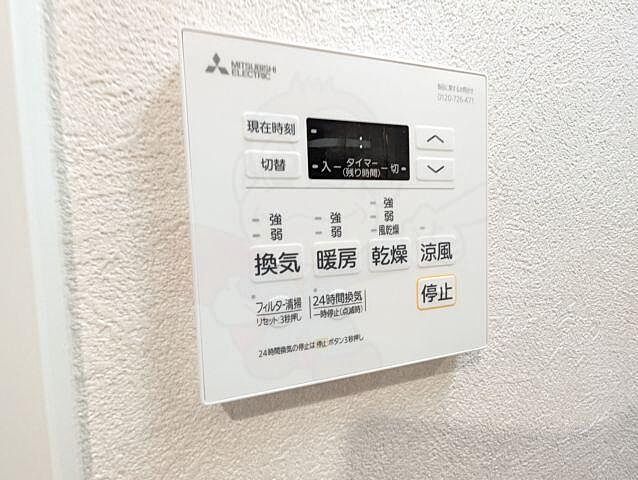 MITSUBISHI
ELECTRIC
0120-726-471
現在時刻
:
切替
入 タイマー 切
(残り時間)
強 強 強
弱 弱 弱
風乾燥
換気 暖房 乾燥 涼風
停止
フィルター清掃 24時間換気
リセット:3秒押し 一時停止(点滅時)
24時間換気の停止は 停止 ボタン3秒押し